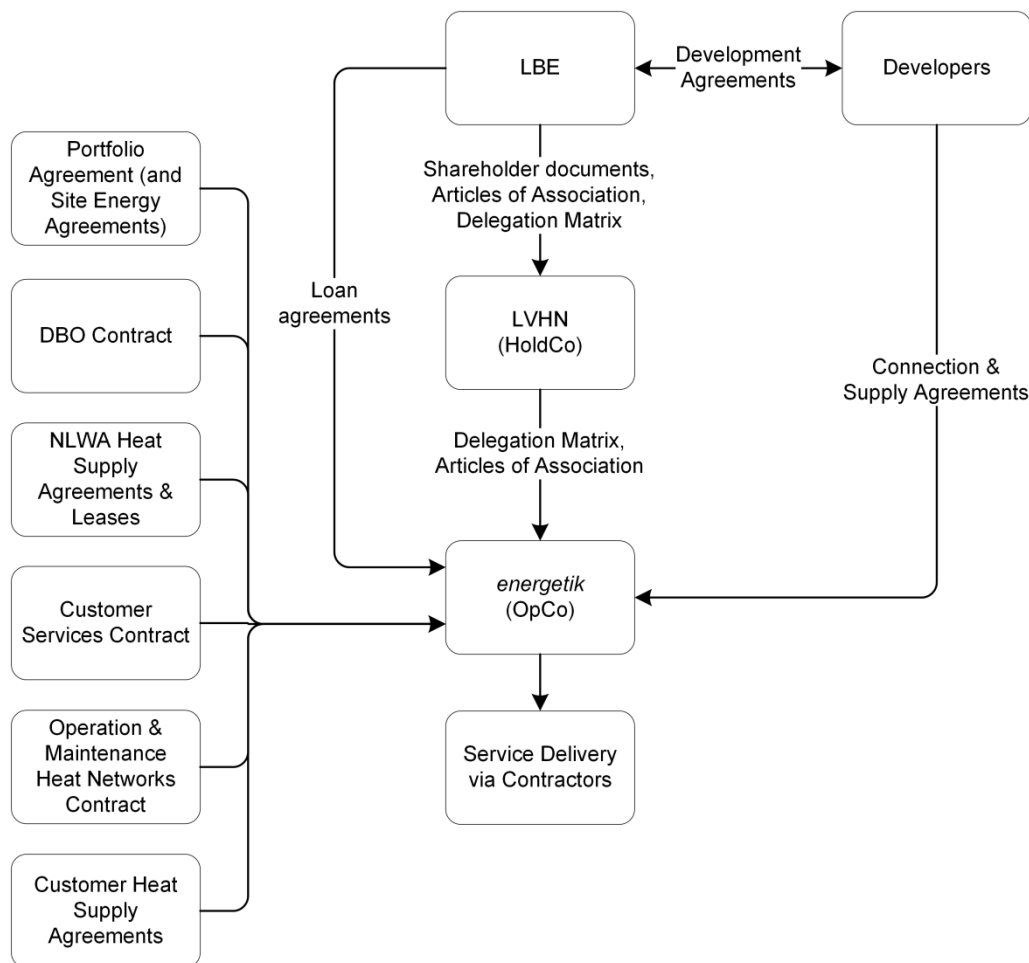 LBE
Development
Agreements
Developers
Portfolio
Agreement (and
Site Energy
Agreements)
Shareholder documents,
Articles of Association,
Delegation Matrix
DBO Contract
Loan
agreements
LVHN
(HoldCo)
Connection &
Supply Agreements
NLWA Heat
Supply
Agreements &
Leases
Delegation Matrix,
Articles of Association
energetik
(OpCo)
Customer
Services Contract
Operation &
Maintenance
Heat Networks
Contract
Service Delivery
via Contractors
Customer Heat
Supply
Agreements